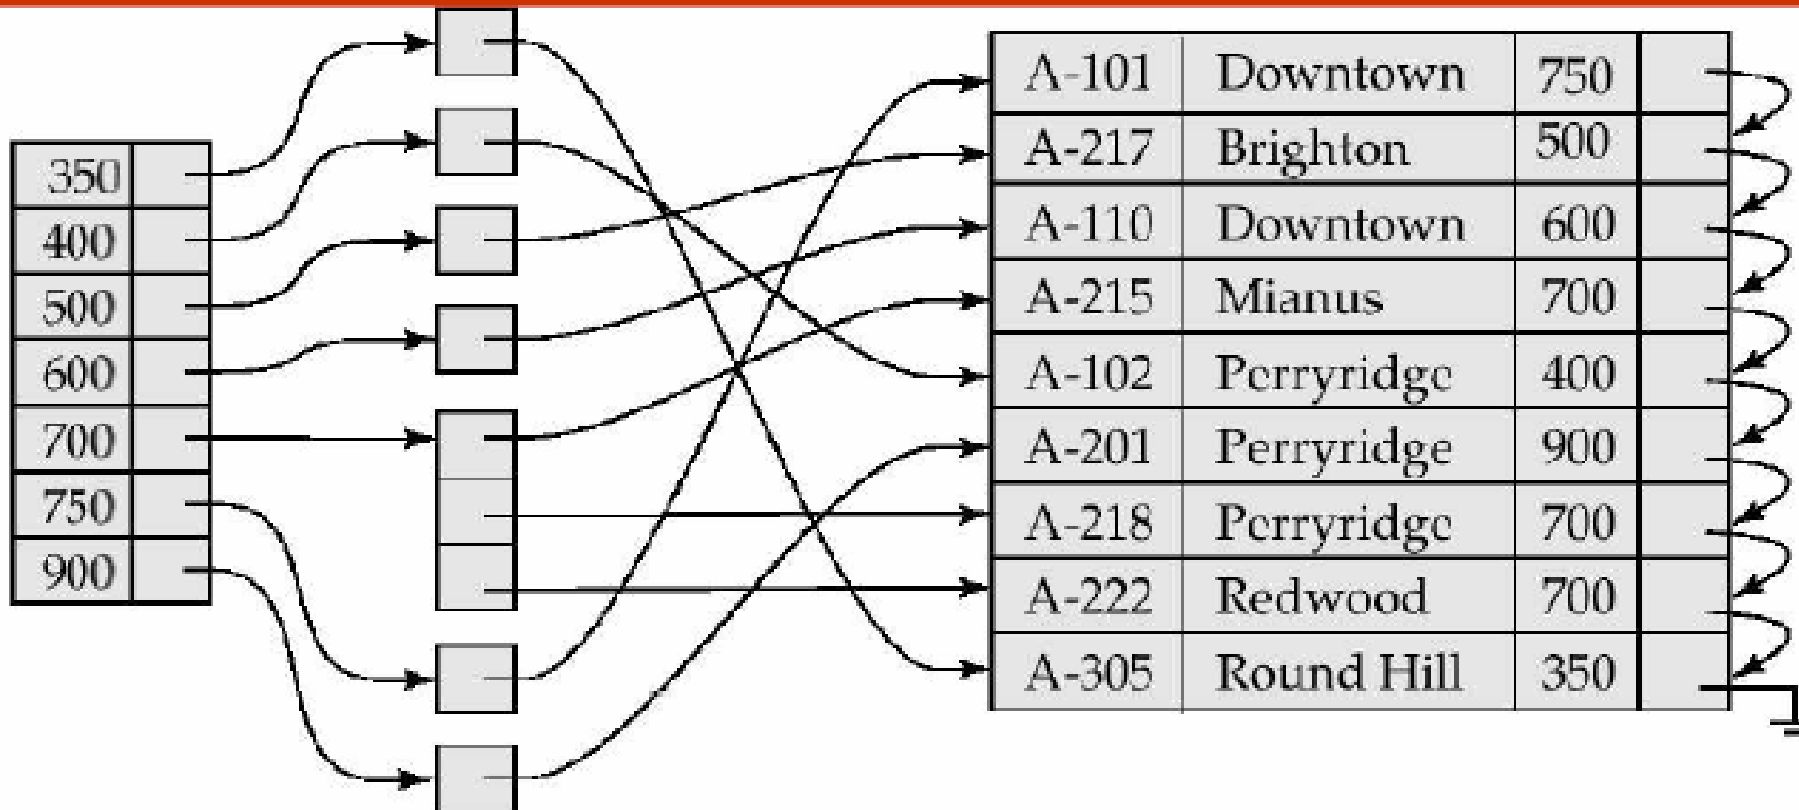 350
400
500
600
700
750
900
A-101 Downtown 750
A-217 Brighton 500
A-110 Downtown 600
A-215 Mianus 700
A-102 Perryridge 400
A-201 Perryridge 900
A-218 Perryridge 700
A-222 Redwood 700
A-305 Round Hill 350